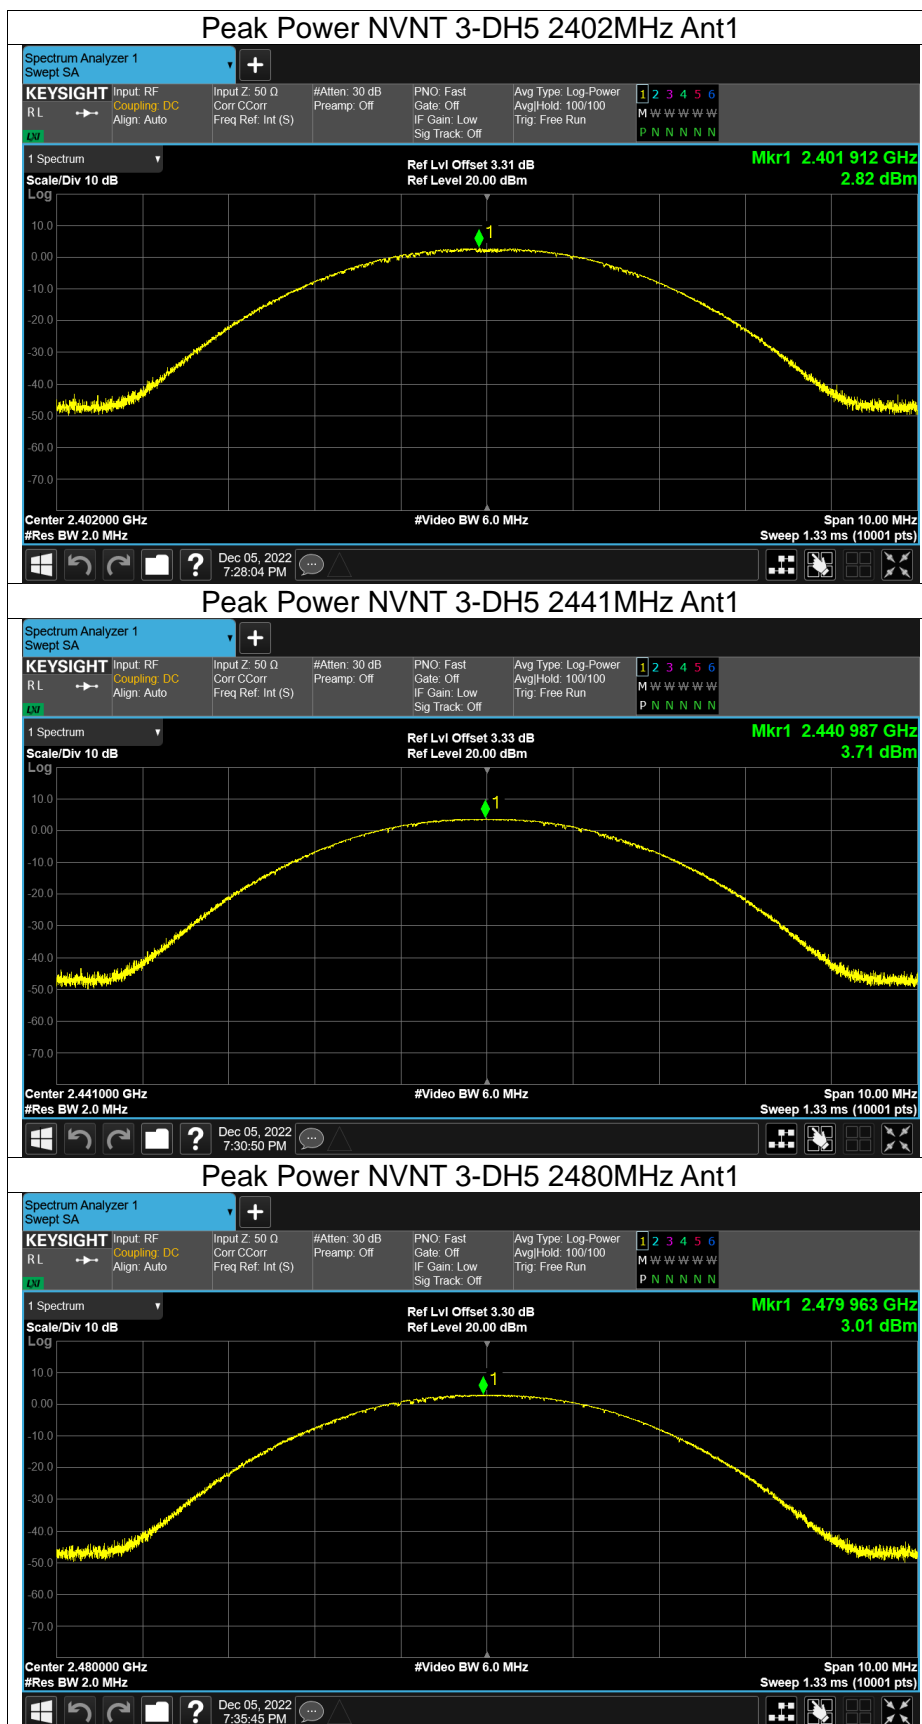 Peak Power NVNT 3-DH5 2402MHz Ant1
Spectrum Analyzer 1
Swept SA
+
KEYSIGHT Input: RF Input Z: 50 Ω #Atten: 30 dB PNO: Fast Avg Type: Log-Power 1 2 3 4 5 6
R L Coupling: DC Corr CCorr Preamp: Off Gate: Off Avg|Hold: 100/100 M W W W W W
Align: Auto Freq Ref: Int (S) IF Gain: Low Trig: Free Run P N N N N N
LXI Sig Track: Off
1 Spectrum Ref Lvl Offset 3.31 dB Mkr1 2.401 912 GHz
Scale/Div 10 dB Ref Level 20.00 dBm 2.82 dBm
Log
10.0
1
0.00
-10.0
-20.0
-30.0
-40.0
-50.0
-60.0
-70.0
Center 2.402000 GHz #Video BW 6.0 MHz Span 10.00 MHz
#Res BW 2.0 MHz Sweep 1.33 ms (10001 pts)
? Dec 05, 2022
7:28:04 PM
Peak Power NVNT 3-DH5 2441MHz Ant1
Spectrum Analyzer 1
Swept SA
+
KEYSIGHT Input: RF Input Z: 50 Ω #Atten: 30 dB PNO: Fast Avg Type: Log-Power 1 2 3 4 5 6
R L Coupling: DC Corr CCorr Preamp: Off Gate: Off Avg|Hold: 100/100 M W W W W W
Align: Auto Freq Ref: Int (S) IF Gain: Low Trig: Free Run P N N N N N
LXI Sig Track: Off
1 Spectrum Ref Lvl Offset 3.33 dB Mkr1 2.440 987 GHz
Scale/Div 10 dB Ref Level 20.00 dBm 3.71 dBm
Log
10.0
1
0.00
-10.0
-20.0
-30.0
-40.0
-50.0
-60.0
-70.0
Center 2.441000 GHz #Video BW 6.0 MHz Span 10.00 MHz
#Res BW 2.0 MHz Sweep 1.33 ms (10001 pts)
? Dec 05, 2022
7:30:50 PM
Peak Power NVNT 3-DH5 2480MHz Ant1
Spectrum Analyzer 1
Swept SA
+
KEYSIGHT Input: RF Input Z: 50 Ω #Atten: 30 dB PNO: Fast Avg Type: Log-Power 1 2 3 4 5 6
R L Coupling: DC Corr CCorr Preamp: Off Gate: Off Avg|Hold: 100/100 M W W W W W
Align: Auto Freq Ref: Int (S) IF Gain: Low Trig: Free Run P N N N N N
LXI Sig Track: Off
1 Spectrum Ref Lvl Offset 3.30 dB Mkr1 2.479 963 GHz
Scale/Div 10 dB Ref Level 20.00 dBm 3.01 dBm
Log
10.0
1
0.00
-10.0
-20.0
-30.0
-40.0
-50.0
-60.0
-70.0
Center 2.480000 GHz #Video BW 6.0 MHz Span 10.00 MHz
#Res BW 2.0 MHz Sweep 1.33 ms (10001 pts)
? Dec 05, 2022
7:35:45 PM